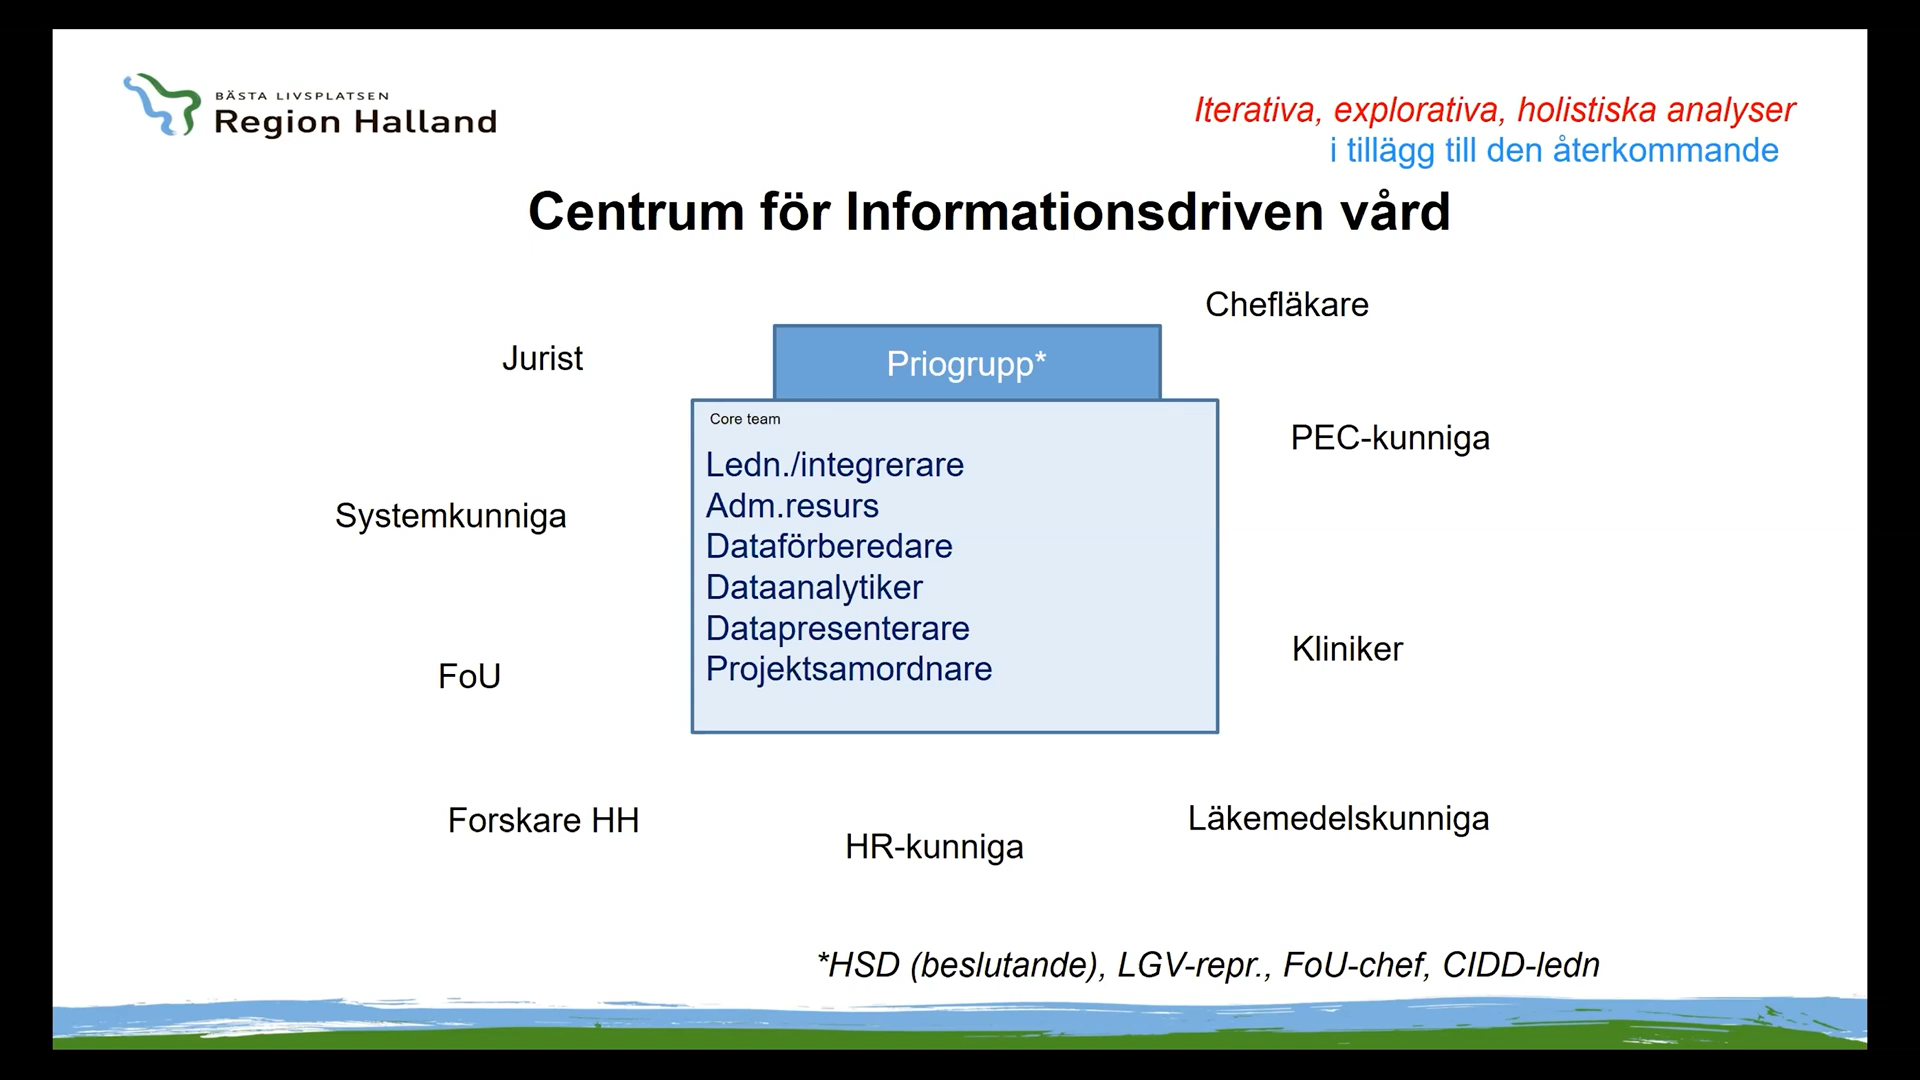 BÄSTA LIVSPLATSEN
Region Halland
Iterativa, explorativa, holistiska analyser
i tillägg till den återkommande
Centrum för Informationsdriven vård
Chefläkare
Jurist
Priogrupp*
Core team
PEC-kunniga
Ledn./integrerare
Adm.resurs
Systemkunniga
Dataförberedare
Dataanalytiker
Datapresenterare
Kliniker
Projektsamordnare
FoU
Forskare HH
HR-kunniga
Läkemedelskunniga
*HSD (beslutande), LGV-repr., FoU-chef, CIDD-ledn